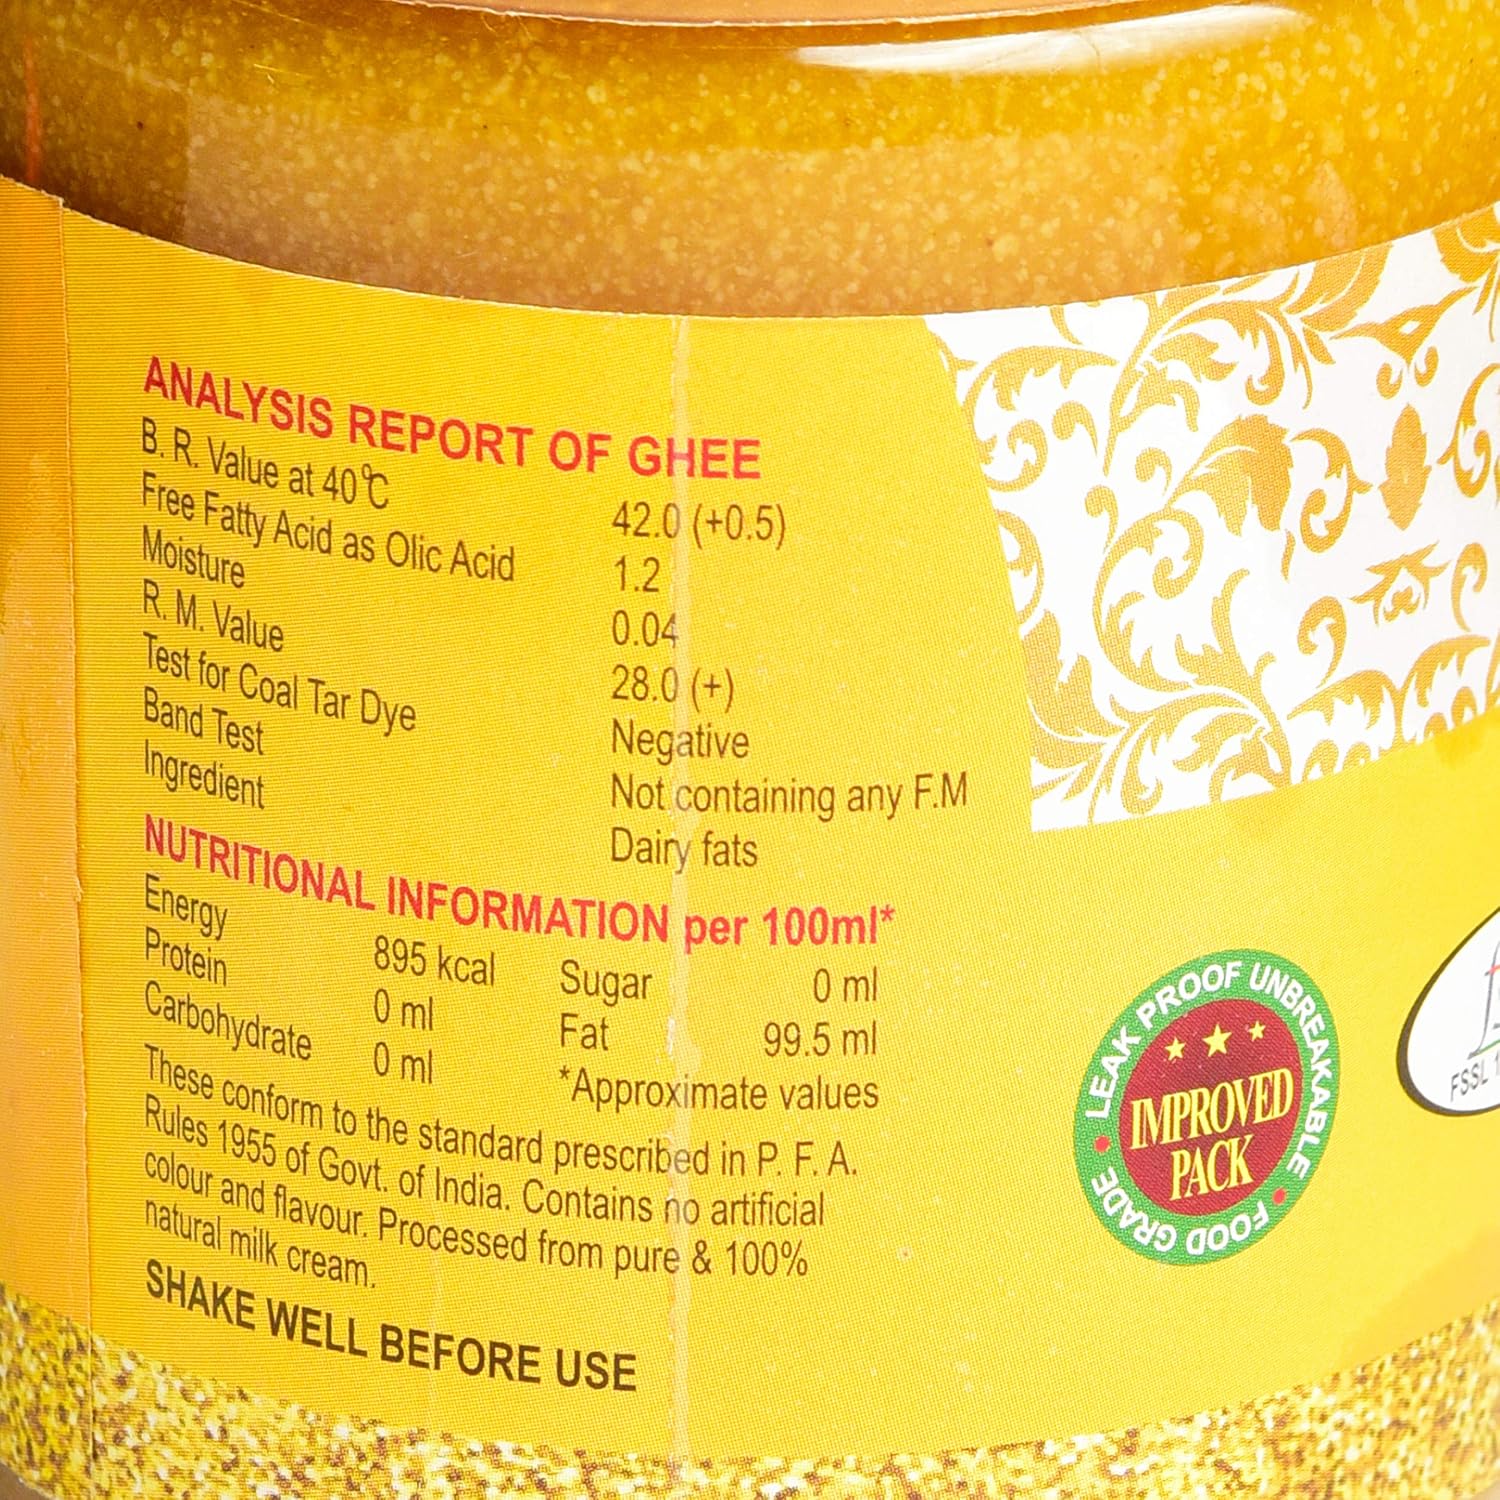 ANALYSIS REPORT OF GHEE
B. R. Value at 40°C 42.0 (+0.5)
Free Fatty Acid as Olic Acid 1.2
Moisture 0.04
R. M. Value 28.0 (+)
Test for Coal Tar Dye Negative
Band Test Not containing any F.M
Ingredient Dairy fats
NUTRITIONAL INFORMATION per 100ml*
Energy 895 kcal Sugar 0 ml
Protein 0 ml Fat 99.5 ml
Carbohydrate 0 ml *Approximate values
These conform to the standard prescribed in P. F. A.
Rules 1955 of Govt. of India. Contains no artificial
colour and flavour. Processed from pure & 100%
natural milk cream.
SHAKE WELL BEFORE USE
LEAK PROOF UNBREAKABLE
IMPROVED
PACK
FOOD GRADE
FOOD GRADE
FSSL